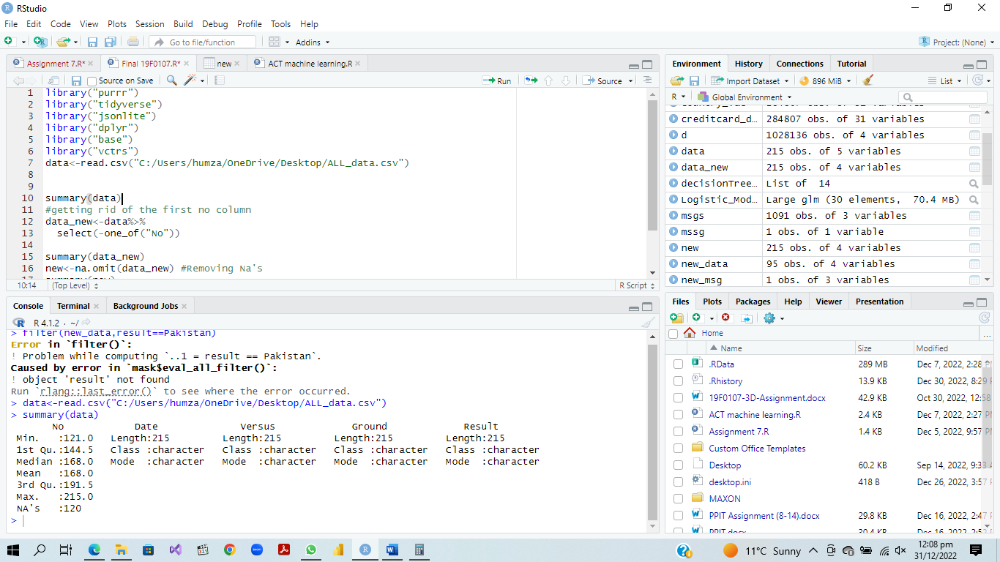 RStudio
File Edit Code View Plots Session Build Debug Profile Tools Help
Go to file/function Addins Project: (None)
Assignment 7.R* Final 19F0107.R* new ACT machine learning.R
Source on Save Run Source
1 library("purrr")
2 library("tidyverse")
3 library("jsonlite")
4 library("dplyr")
5 library("base")
6 library("vctrs")
7 data<-read.csv("C:/Users/humza/OneDrive/Desktop/ALL_data.csv")
8
9
10 summary(data)
11 #getting rid of the first no column
12 data_new<-data%>%
13 select(-one_of("No"))
14
15 summary(data_new)
16 new<-na.omit(data_new) #Removing Na's
10:14 (Top Level) R Script
Console Terminal Background Jobs
R 4.1.2 · ~/
> filter(new_data,result==Pakistan)
Error in `filter()`:
! Problem while computing `..1 = result == Pakistan`.
Caused by error in `mask$eval_all_filter()`:
! object 'result' not found
Run `rlang::last_error()` to see where the error occurred.
> data<-read.csv("C:/Users/humza/OneDrive/Desktop/ALL_data.csv")
> summary(data)
No Date Versus Ground Result
Min. :121.0 Length:215 Length:215 Length:215 Length:215
1st Qu.:144.5 Class :character Class :character Class :character Class :character
Median :168.0 Mode :character Mode :character Mode :character Mode :character
Mean :168.0
3rd Qu.:191.5
Max. :215.0
NA's :120
>
Environment History Connections Tutorial
Import Dataset 896 MiB List
R Global Environment
creditcard_d… 284807 obs. of 31 variables
d 1028136 obs. of 4 variables
data 215 obs. of 5 variables
data_new 215 obs. of 4 variables
decisionTree… List of 14
Logistic_Mod… Large glm (30 elements, 70.4 MB)
msgs 1091 obs. of 3 variables
mssg 1 obs. of 1 variable
new 215 obs. of 4 variables
new_data 95 obs. of 4 variables
new_msg 1 obs. of 3 variables
Files Plots Packages Help Viewer Presentation
Home ...
Name Size Modified
.RData 289 MB Dec 7, 2022, 2:28 P
.Rhistory 13.9 KB Dec 30, 2022, 8:29
19F0107-3D-Assignment.docx 42.9 KB Oct 30, 2022, 12:58
ACT machine learning.R 2.4 KB Dec 7, 2022, 2:27 P
Assignment 7.R 1.4 KB Dec 5, 2022, 9:57 P
Custom Office Templates
Desktop 60.2 KB Sep 14, 2022, 9:33
desktop.ini 418 B Dec 26, 2022, 3:57
MAXON
PPIT Assignment (8-14).docx 29.8 KB Dec 16, 2022, 2:47
PPIT.docx 30.4 KB Dec 16, 2022, 2:52
11°C Sunny 12:08 pm
31/12/2022